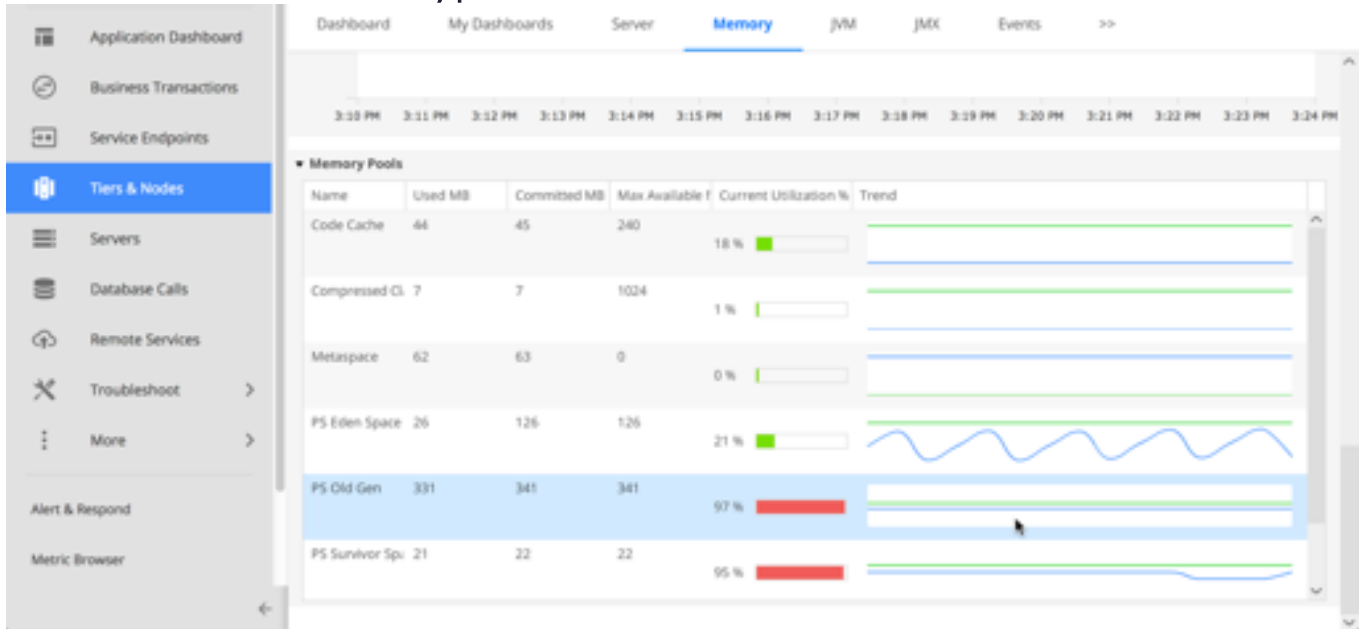 Application Dashboard
Business Transactions
Service Endpoints
Tiers & Nodes
Servers
Database Calls
Remote Services
Troubleshoot >
More >
Alert & Respond
Metric Browser
Dashboard My Dashboards Server Memory JVM JMX Events >>
3:10 PM 3:11 PM 3:12 PM 3:13 PM 3:14 PM 3:15 PM 3:16 PM 3:17 PM 3:18 PM 3:19 PM 3:20 PM 3:21 PM 3:22 PM 3:23 PM 3:24 PM
Memory Pools
Name Used MB Committed MB Max Available Current Utilization % Trend
Code Cache 44 45 240 18 %
Compressed 7 7 1024 1 %
Metaspace 62 63 0 0 %
PS Eden Space 26 126 126 21 %
PS Old Gen 331 341 341 97 %
PS Survivor 21 22 22 95 %